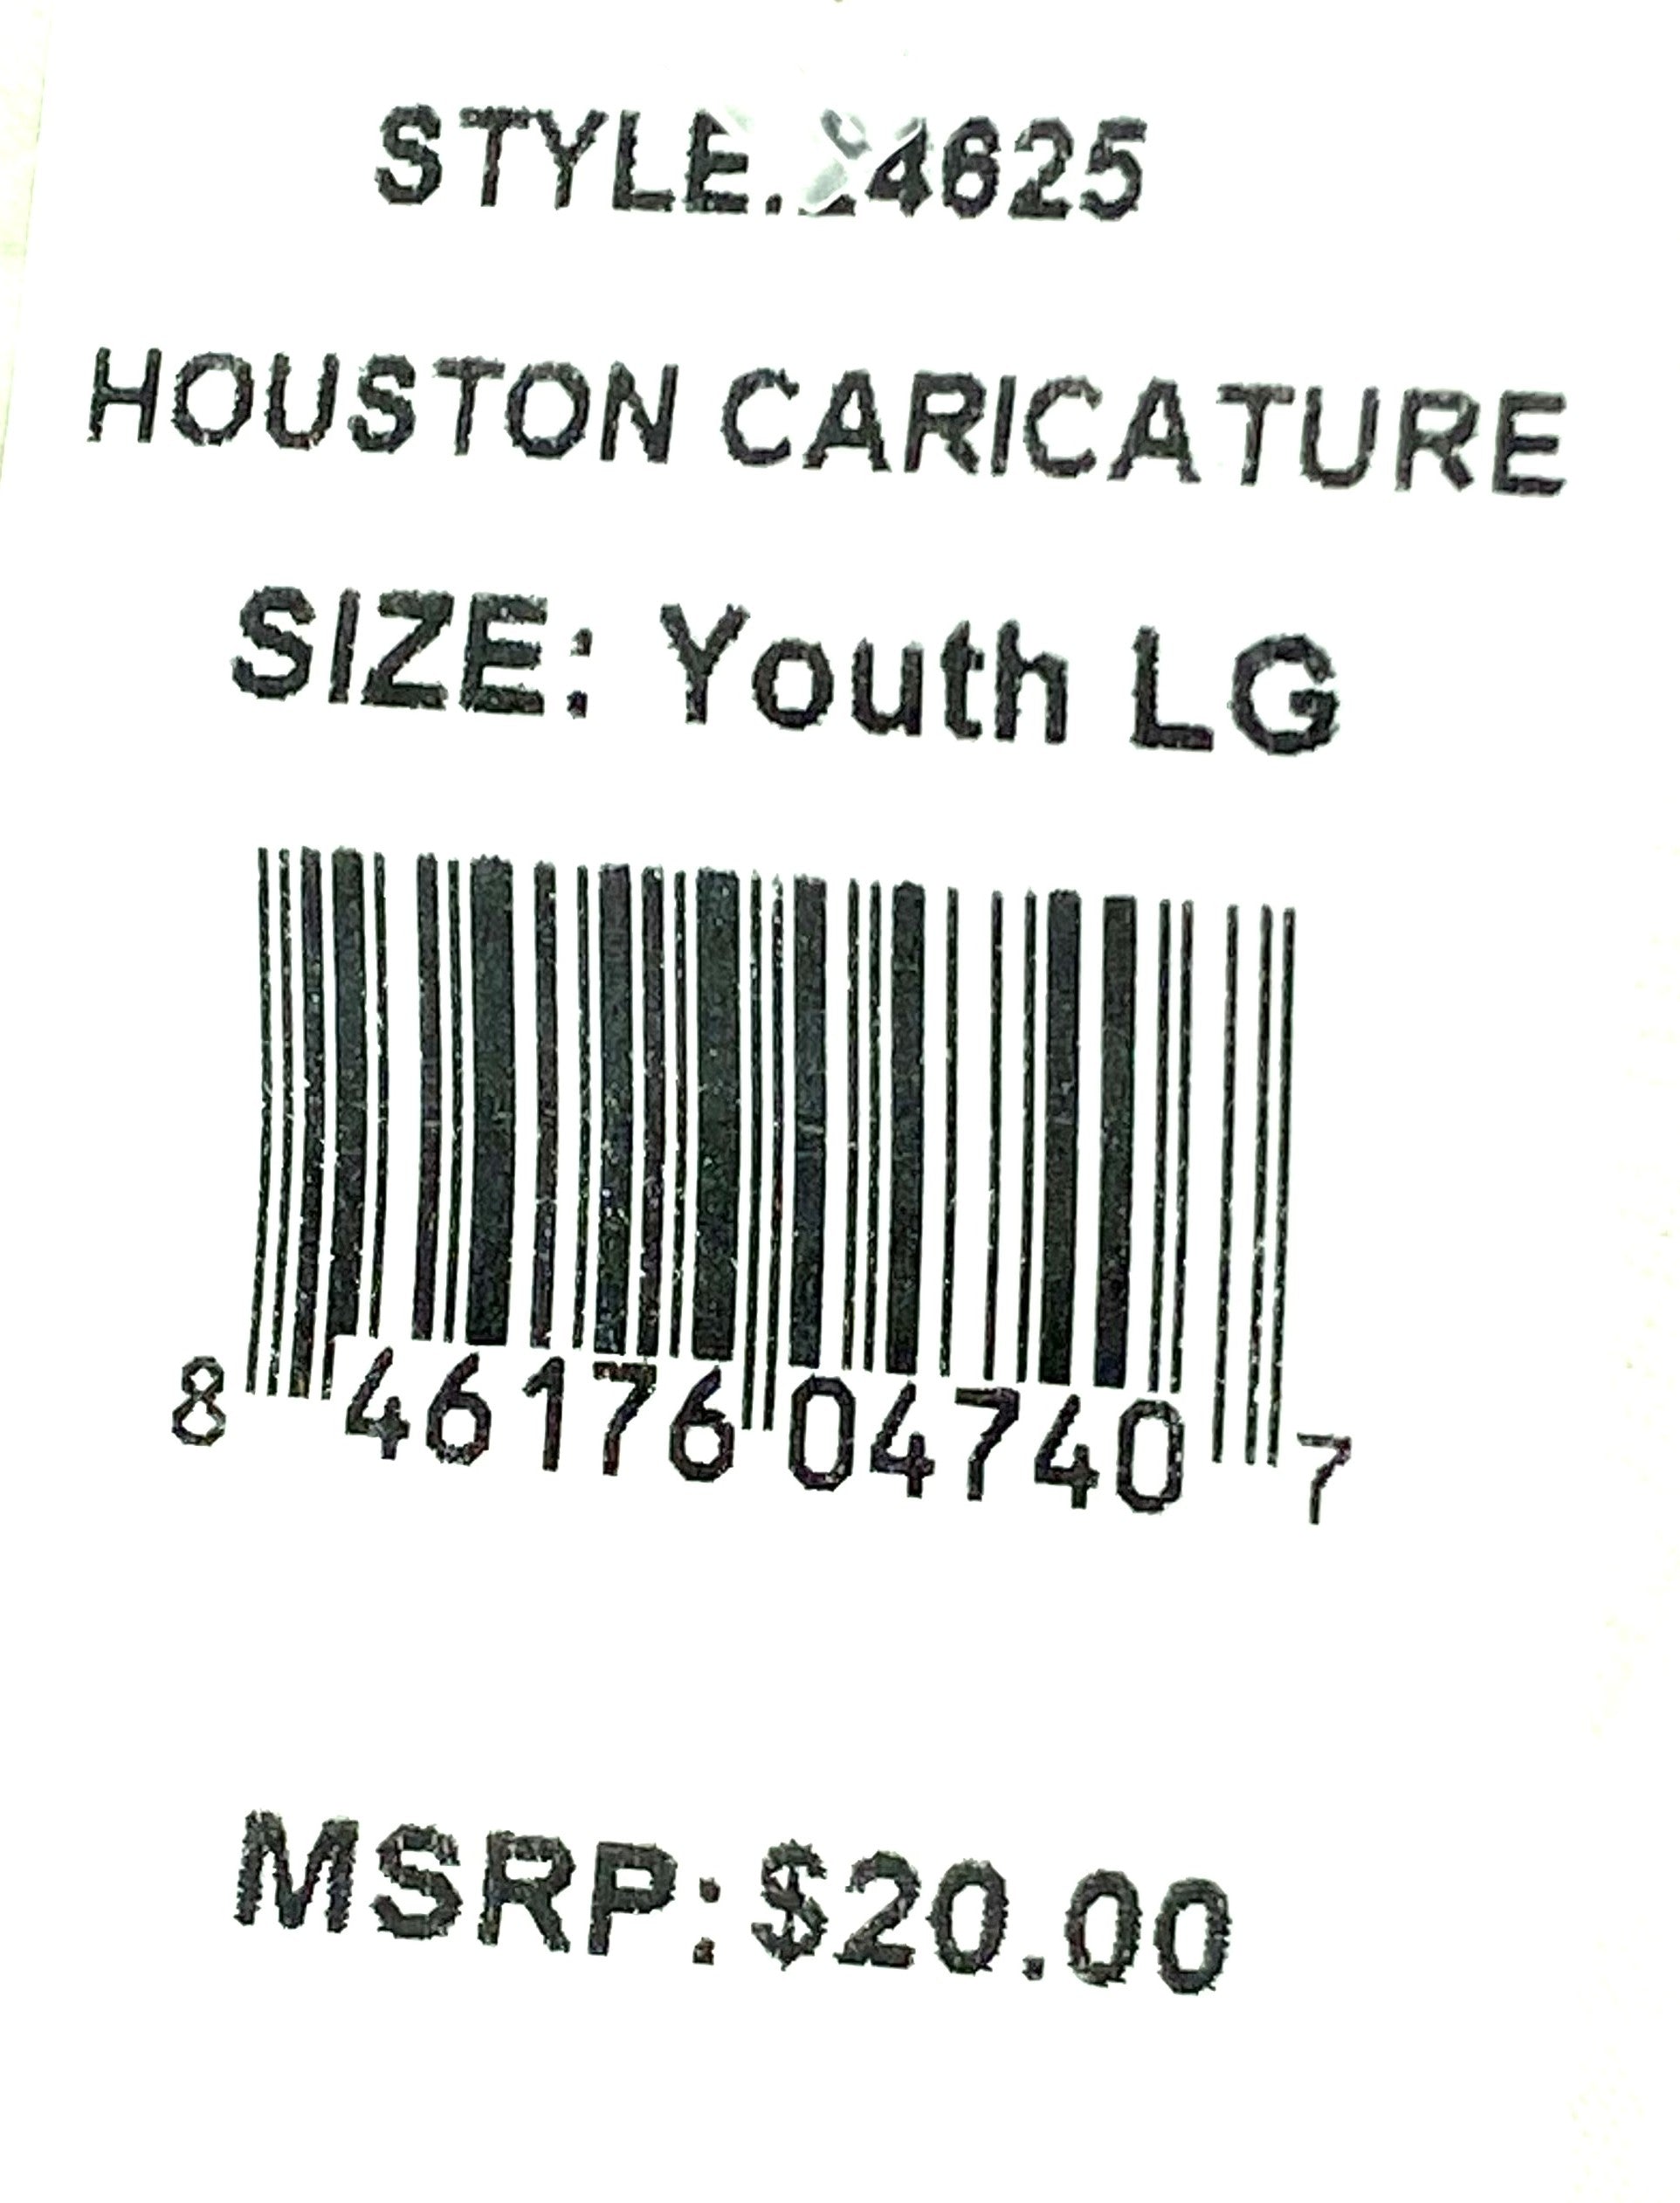 STYLE.
HOUSTON CARICATURE
SIZE: Youth LG
8 46176 04740 7
MSRP: $20.00